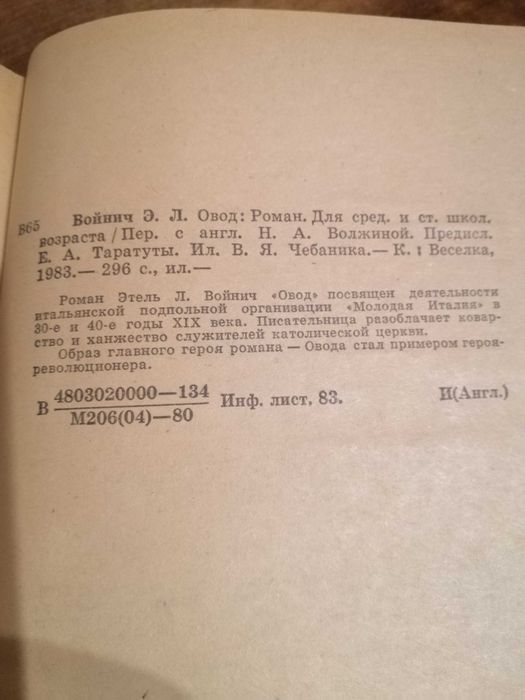 В65
Войнич Э. Л. Овод: Роман. Для сред. и ст. школ.
возраста / Пер. с англ. Н. А. Волжиной. Предисл.
Е. А. Таратуты. Ил. В. Я. Чебаника.— К. : Веселка,
1983.— 296 с., ил.—
Роман Этель Л. Войнич «Овод» посвящен деятельности
итальянской подпольной организации «Молодая Италия» в
30-е и 40-е годы XIX века. Писательница разоблачает ковар-
ство и ханжество служителей католической церкви.
Образ главного героя романа — Овода стал примером героя-
революционера.
В 4803020000—134
М206(04)—80
Инф. лист. 83.
И(Англ.)